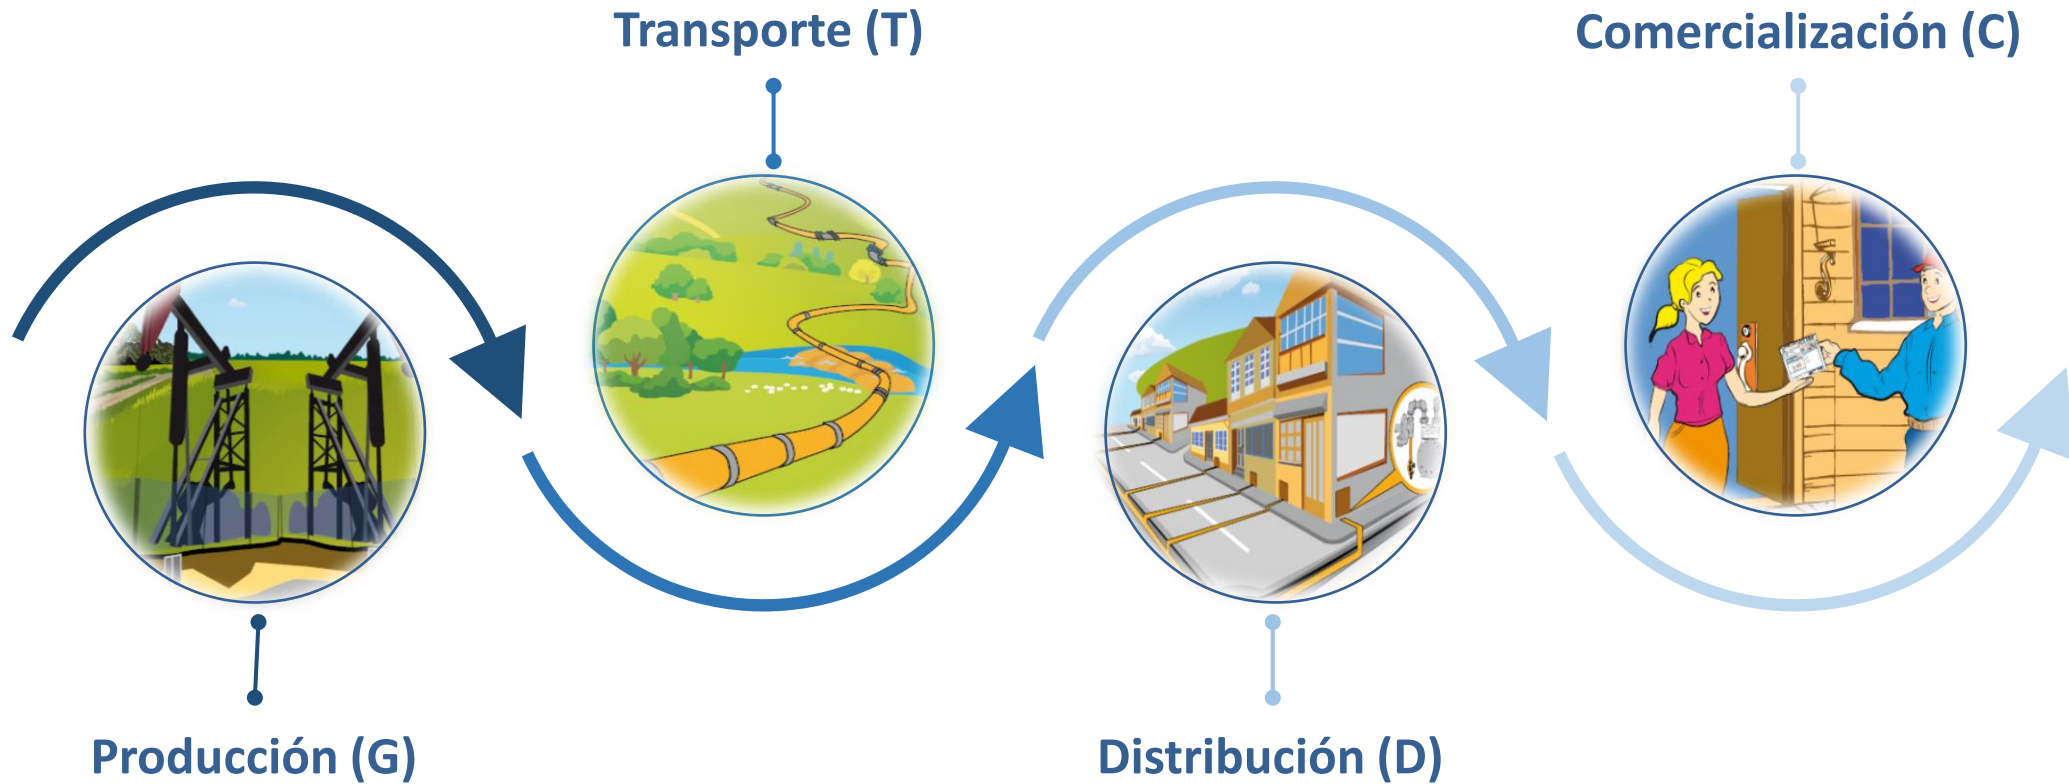 Transporte (T)
Comercialización (C)
Producción (G)
Distribución (D)